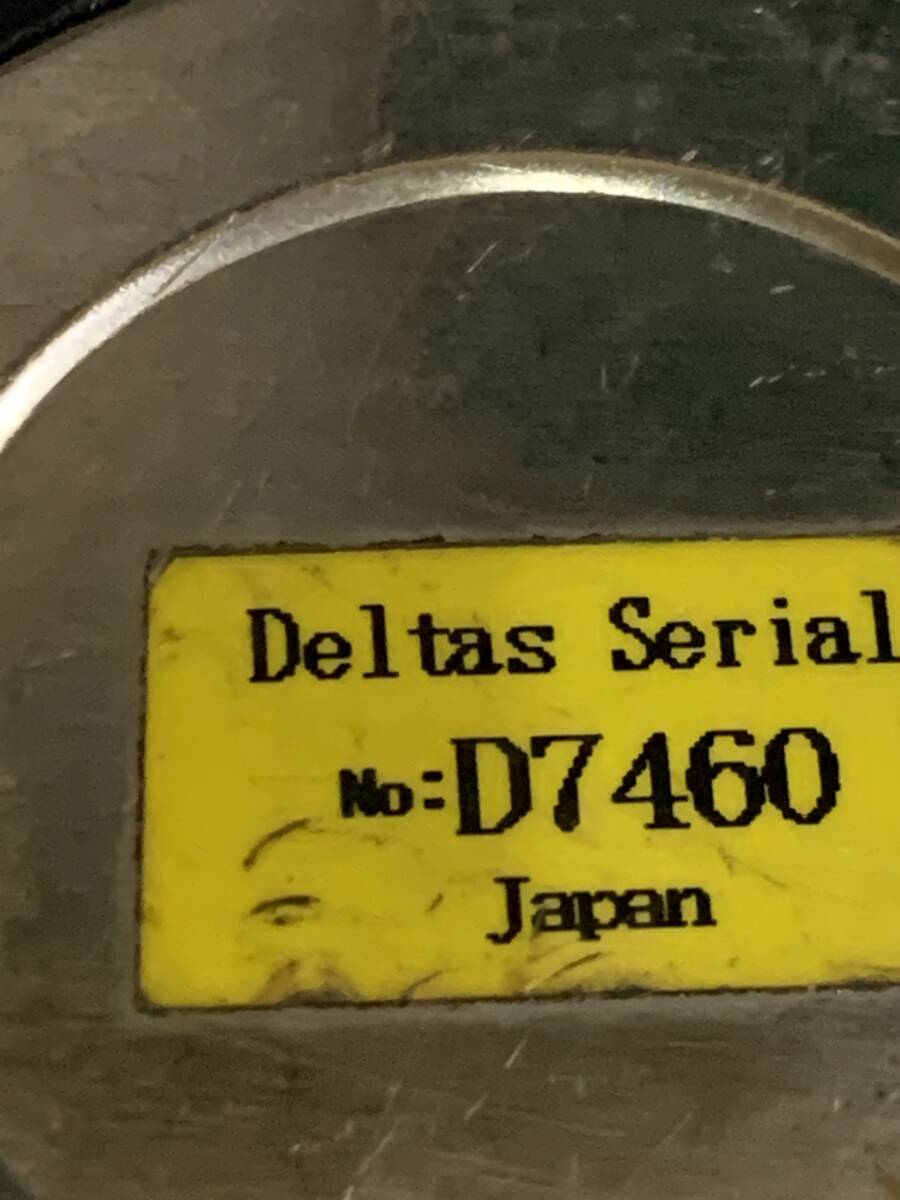 Deltas Serial
No:D7460
Japan